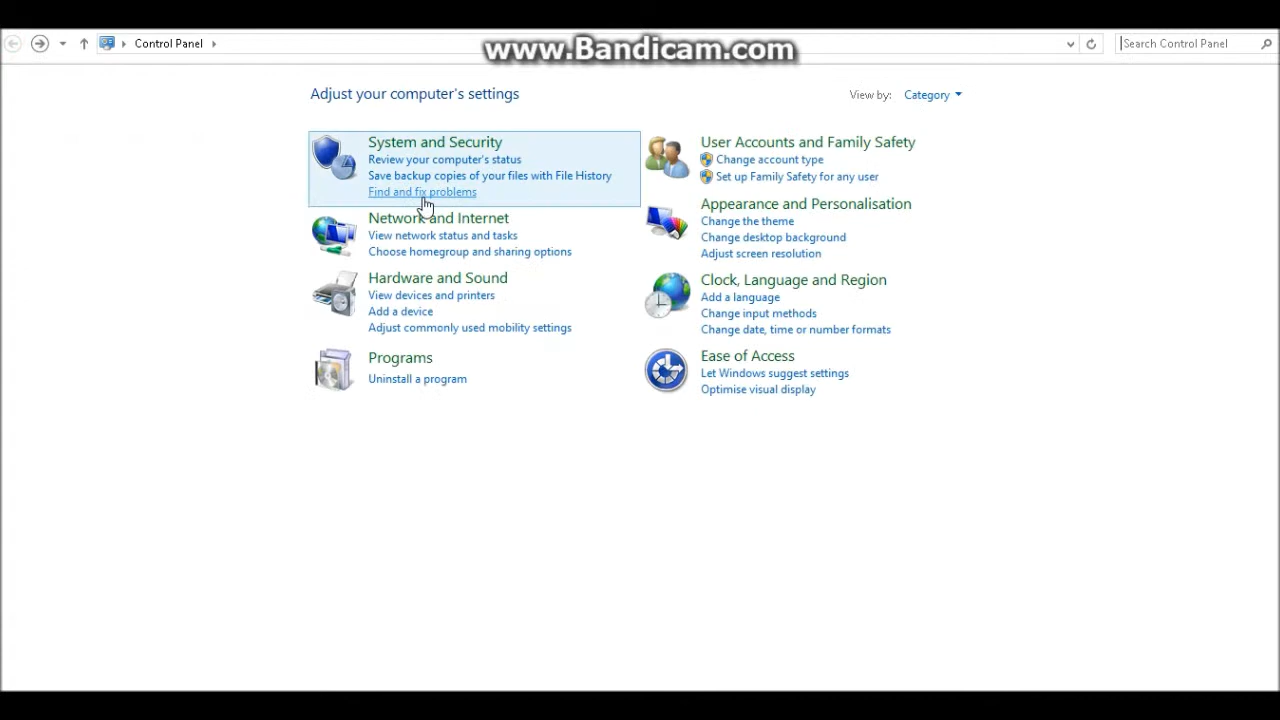 Control Panel
www.Bandicam.com
Search Control Panel
Adjust your computer's settings
View by: Category
System and Security
Review your computer's status
Save backup copies of your files with File History
Find and fix problems
Network and Internet
View network status and tasks
Choose homegroup and sharing options
Hardware and Sound
View devices and printers
Add a device
Adjust commonly used mobility settings
Programs
Uninstall a program
User Accounts and Family Safety
Change account type
Set up Family Safety for any user
Appearance and Personalisation
Change the theme
Change desktop background
Adjust screen resolution
Clock, Language and Region
Add a language
Change input methods
Change date, time or number formats
Ease of Access
Let Windows suggest settings
Optimise visual display